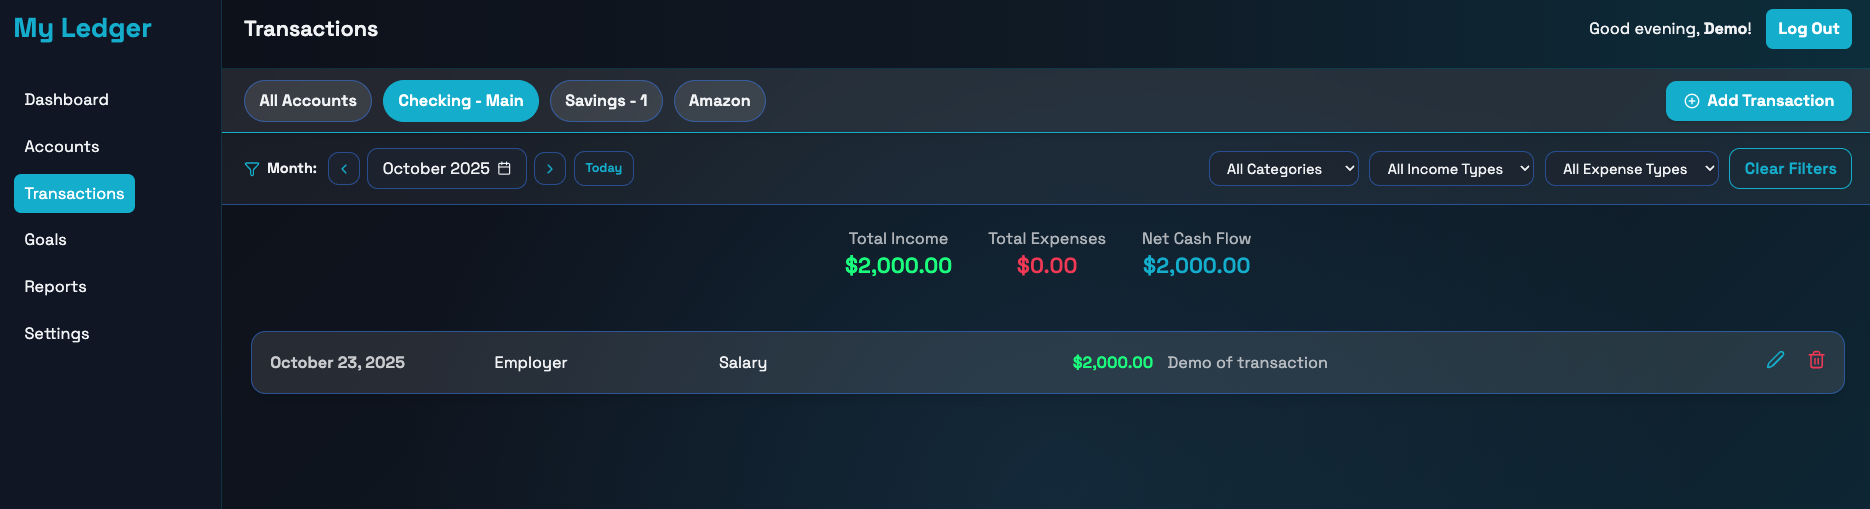 My Ledger
Dashboard
Accounts
Transactions
Goals
Reports
Settings
Transactions
Good evening, Demo!
Log Out
All Accounts
Checking - Main
Savings - 1
Amazon
Add Transaction
Month:
October 2025
Today
All Categories
All Income Types
All Expense Types
Clear Filters
Total Income
$2,000.00
Total Expenses
$0.00
Net Cash Flow
$2,000.00
October 23, 2025 Employer Salary $2,000.00 Demo of transaction